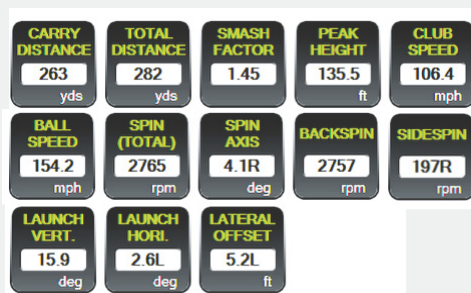 CARRY DISTANCE
263
yds
TOTAL DISTANCE
282
yds
SMASH FACTOR
1.45
PEAK HEIGHT
135.5
ft
CLUB SPEED
106.4
mph
BALL SPEED
154.2
mph
SPIN (TOTAL)
2765
rpm
SPIN AXIS
4.1R
deg
BACKSPIN
2757
rpm
SIDESPIN
197R
rpm
LAUNCH VERT.
15.9
deg
LAUNCH HORI.
2.6L
deg
LATERAL OFFSET
5.2L
ft